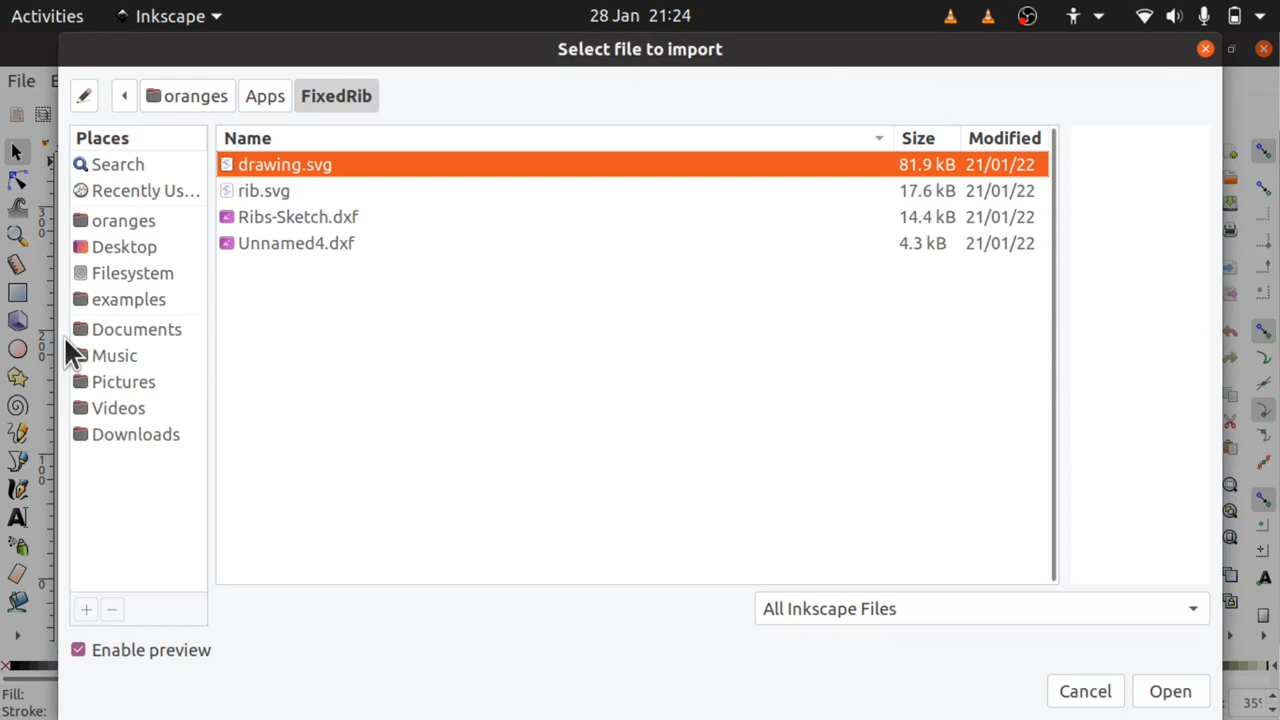 Activities Inkscape 28 Jan 21:24
Select file to import
File
oranges Apps FixedRib
Places Name Size Modified
Search drawing.svg 81.9 kB 21/01/22
Recently Us... rib.svg 17.6 kB 21/01/22
Ribs-Sketch.dxf 14.4 kB 21/01/22
oranges
Unnamed4.dxf 4.3 kB 21/01/22
Desktop
Filesystem
examples
Documents
Music
Pictures
Videos
Downloads
All Inkscape Files
Enable preview
Cancel Open
Fill:
Stroke: